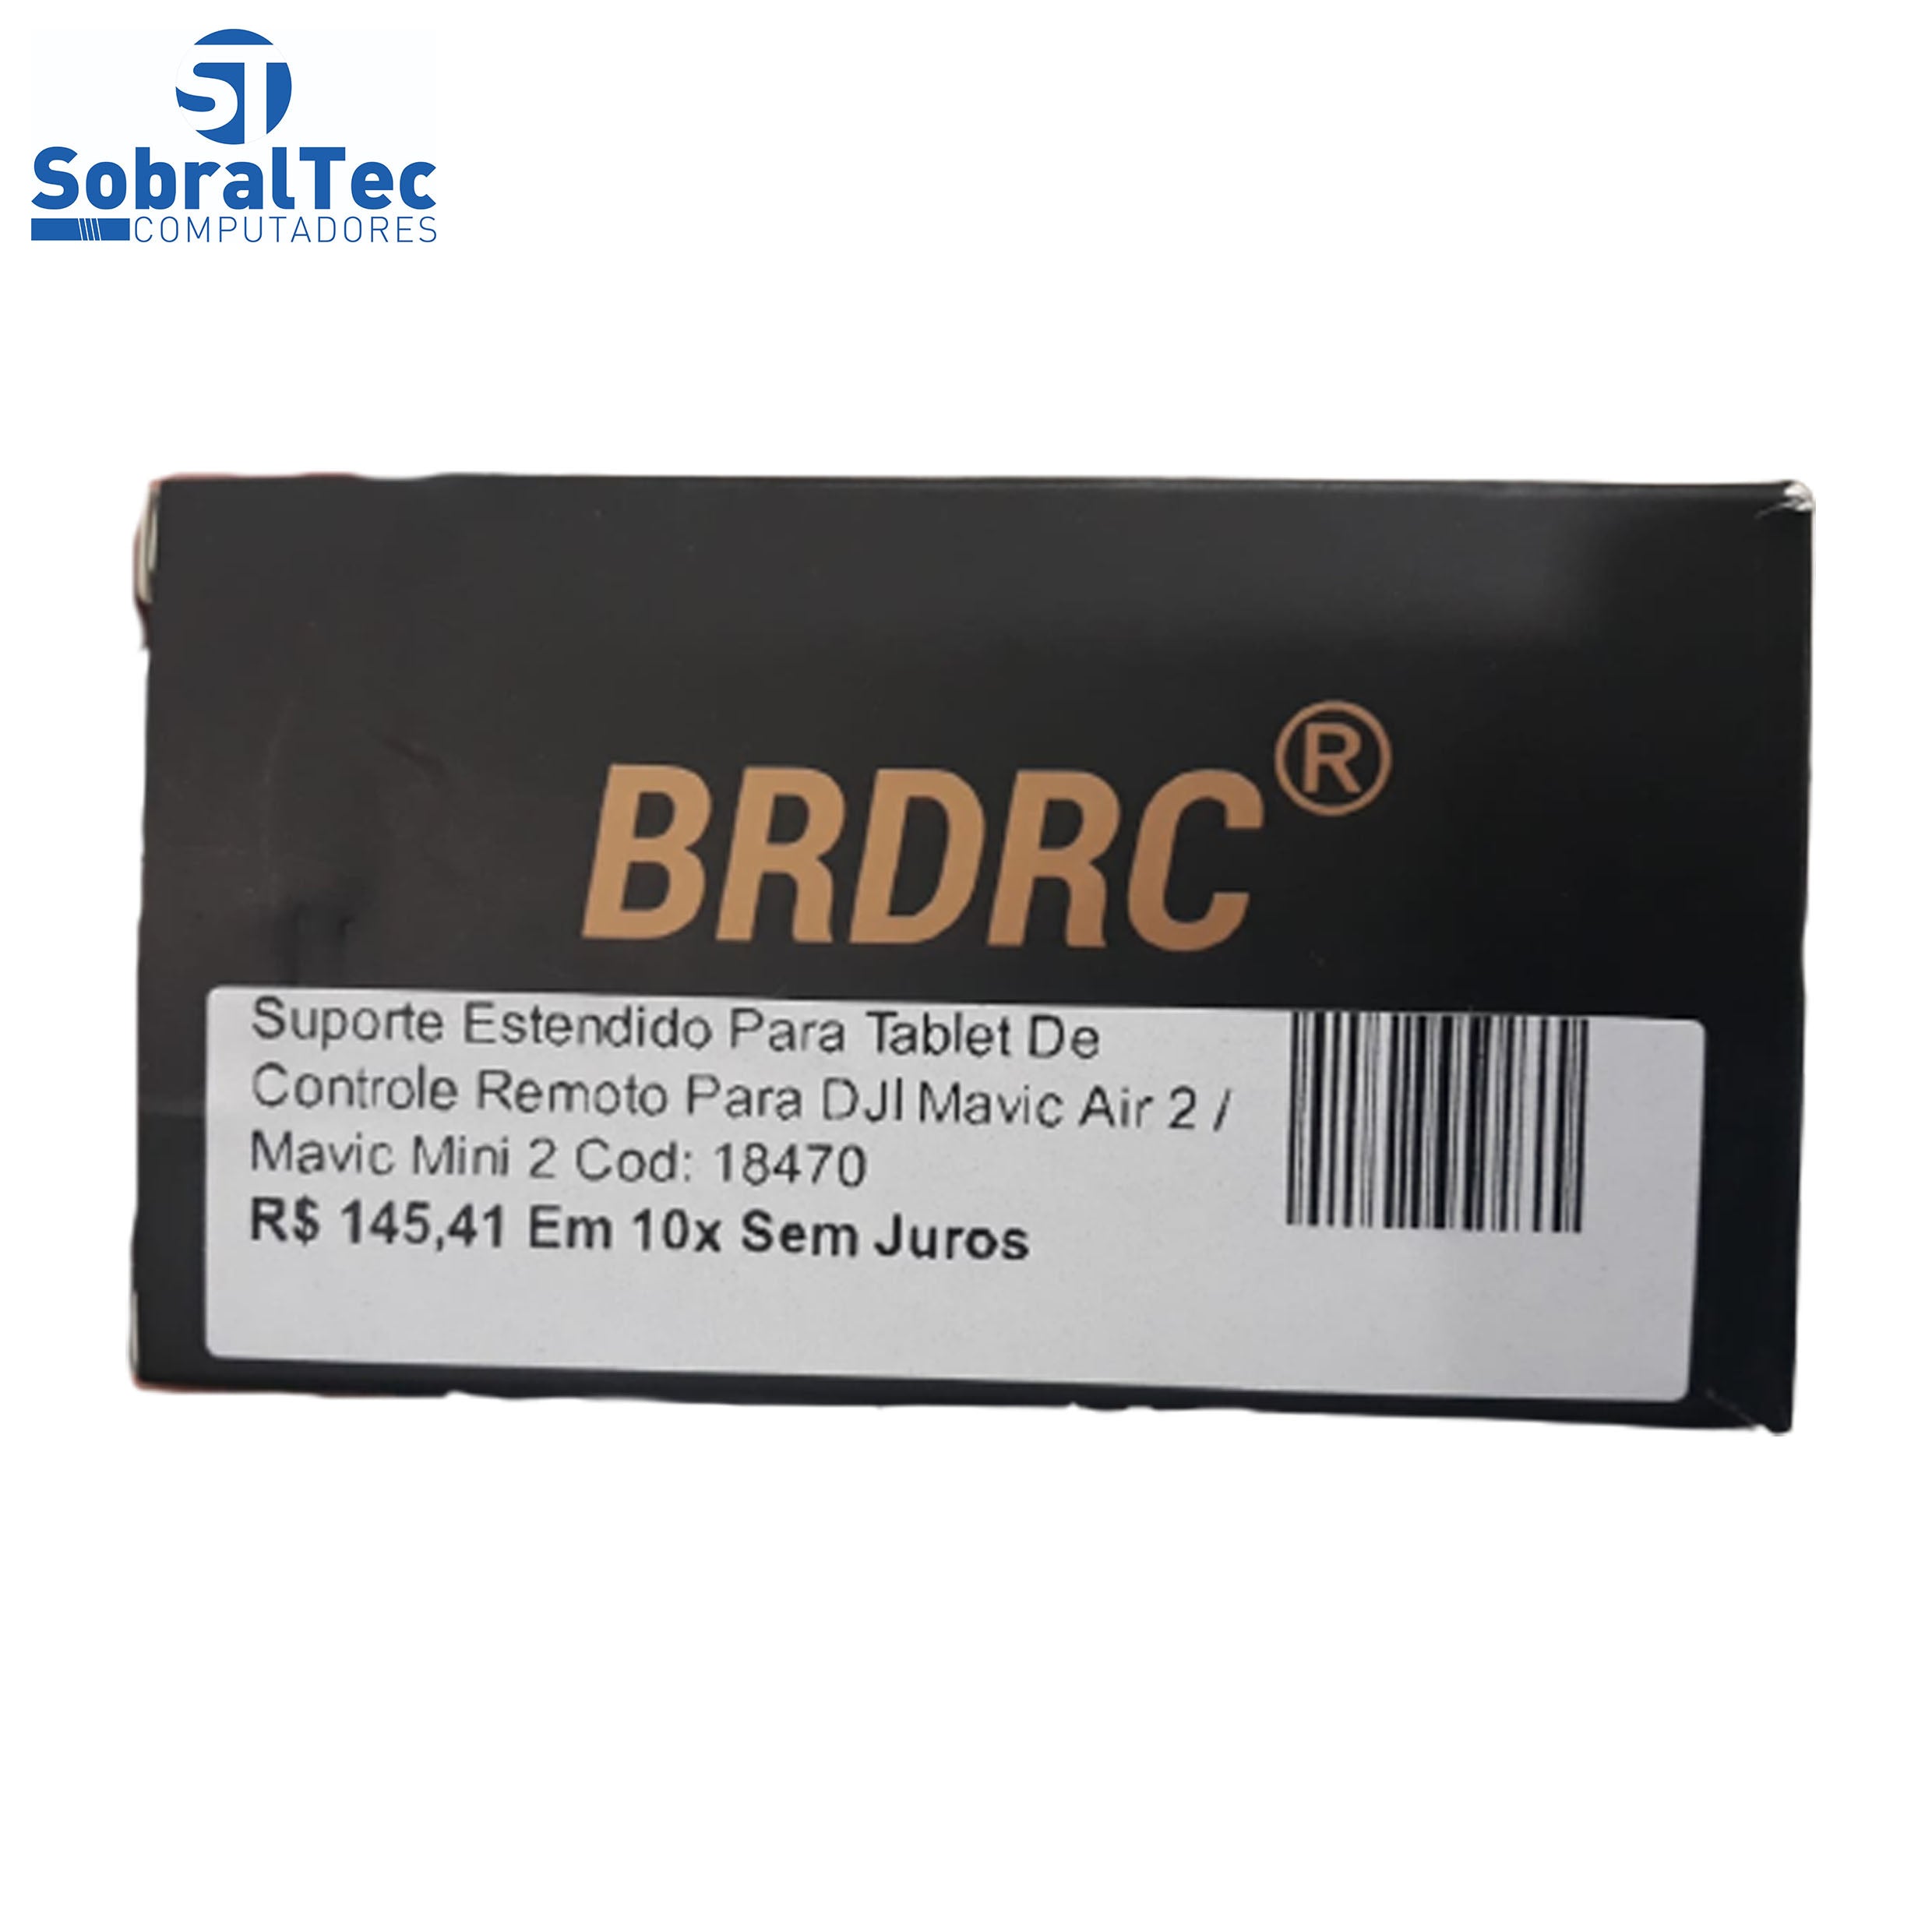 ST
SobralTec
COMPUTADORES
BRDRC®
Suporte Estendido Para Tablet De
Controle Remoto Para DJI Mavic Air 2 /
Mavic Mini 2 Cod: 18470
R$ 145,41 Em 10x Sem Juros